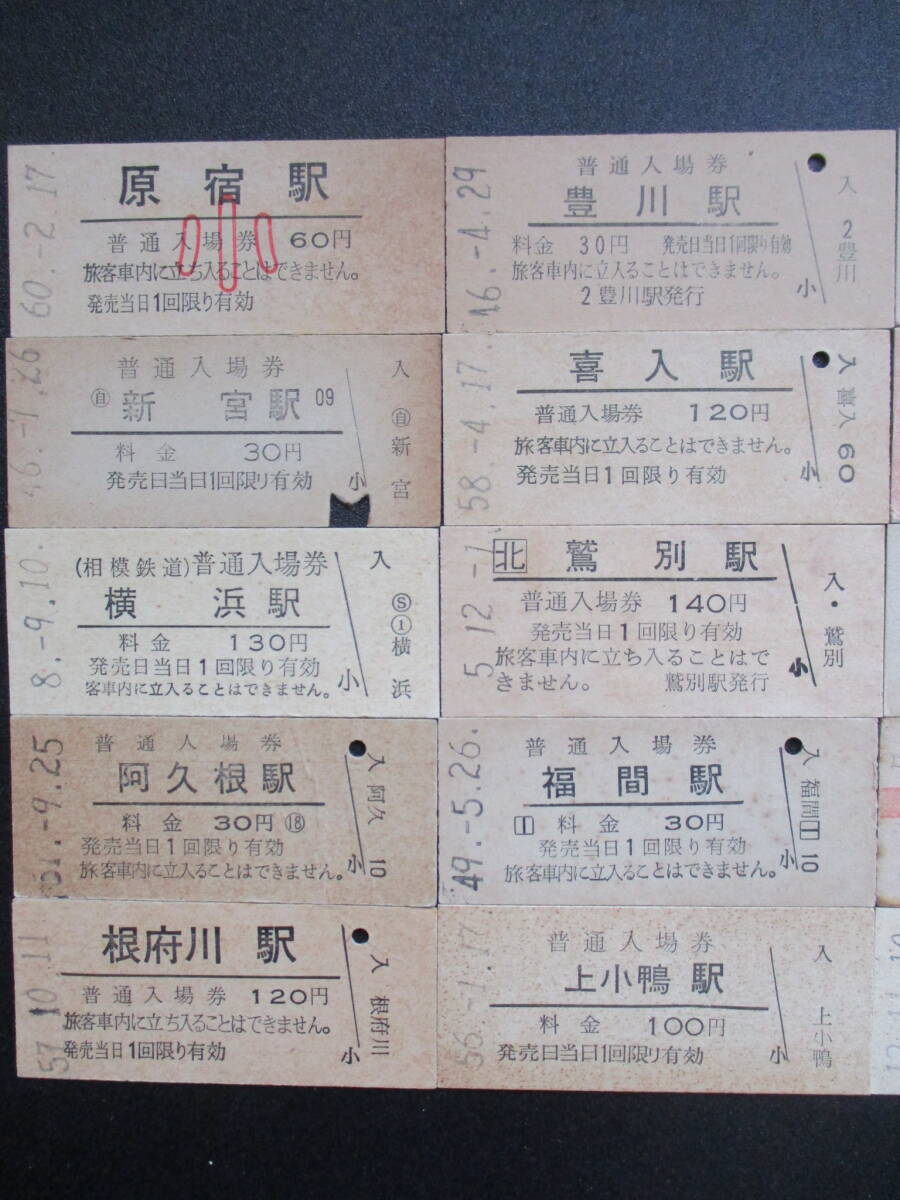 60.-2.17
原宿駅
小
普通入場券 60円
旅客車内に立ち入ることはできません。
発売当日1回限り有効
46.-4.29
普通入場券
豊川駅
料金 30円 発売日当日1回限り有効
旅客車内に立入ることはできません。
2豊川駅発行
小
入
2豊川
46.-1.26
普通入場券
自 新宮駅 09
料金 30円
発売日当日1回限り有効
小
入
自新宮
58.-4.17
喜入駅
普通入場券 120円
旅客車内に立入ることはできません。
発売当日1回限り有効
小
入
喜入60
8.-9.10.
(相模鉄道)普通入場券
横浜駅
料金 130円
発売日当日1回限り有効
客車内に立入ることはできません。
小
入
Ⓢ①横浜
5.12.-1
北 鷲別駅
普通入場券 140円
発売当日1回限り有効
旅客車内に立ち入ることはで
きません。 鷲別駅発行
小
入・鷲別
51.-9.25
普通入場券
阿久根駅
料金 30円⑱
発売当日1回限り有効
旅客車内に立入ることはできません。
小
入
阿久
10
49.-5.26.
普通入場券
福間駅
1 料金 30円
発売当日1回限り有効
旅客車内に立入ることはできません。
小
入
福間1
10
57.10.11
根府川駅
普通入場券 120円
旅客車内に立ち入ることはできません。
発売当日1回限り有効
小
入
根府川
56.-1.17
普通入場券
上小鴨駅
料金 100円
発売日当日1回限り有効
小
入
上小鴨